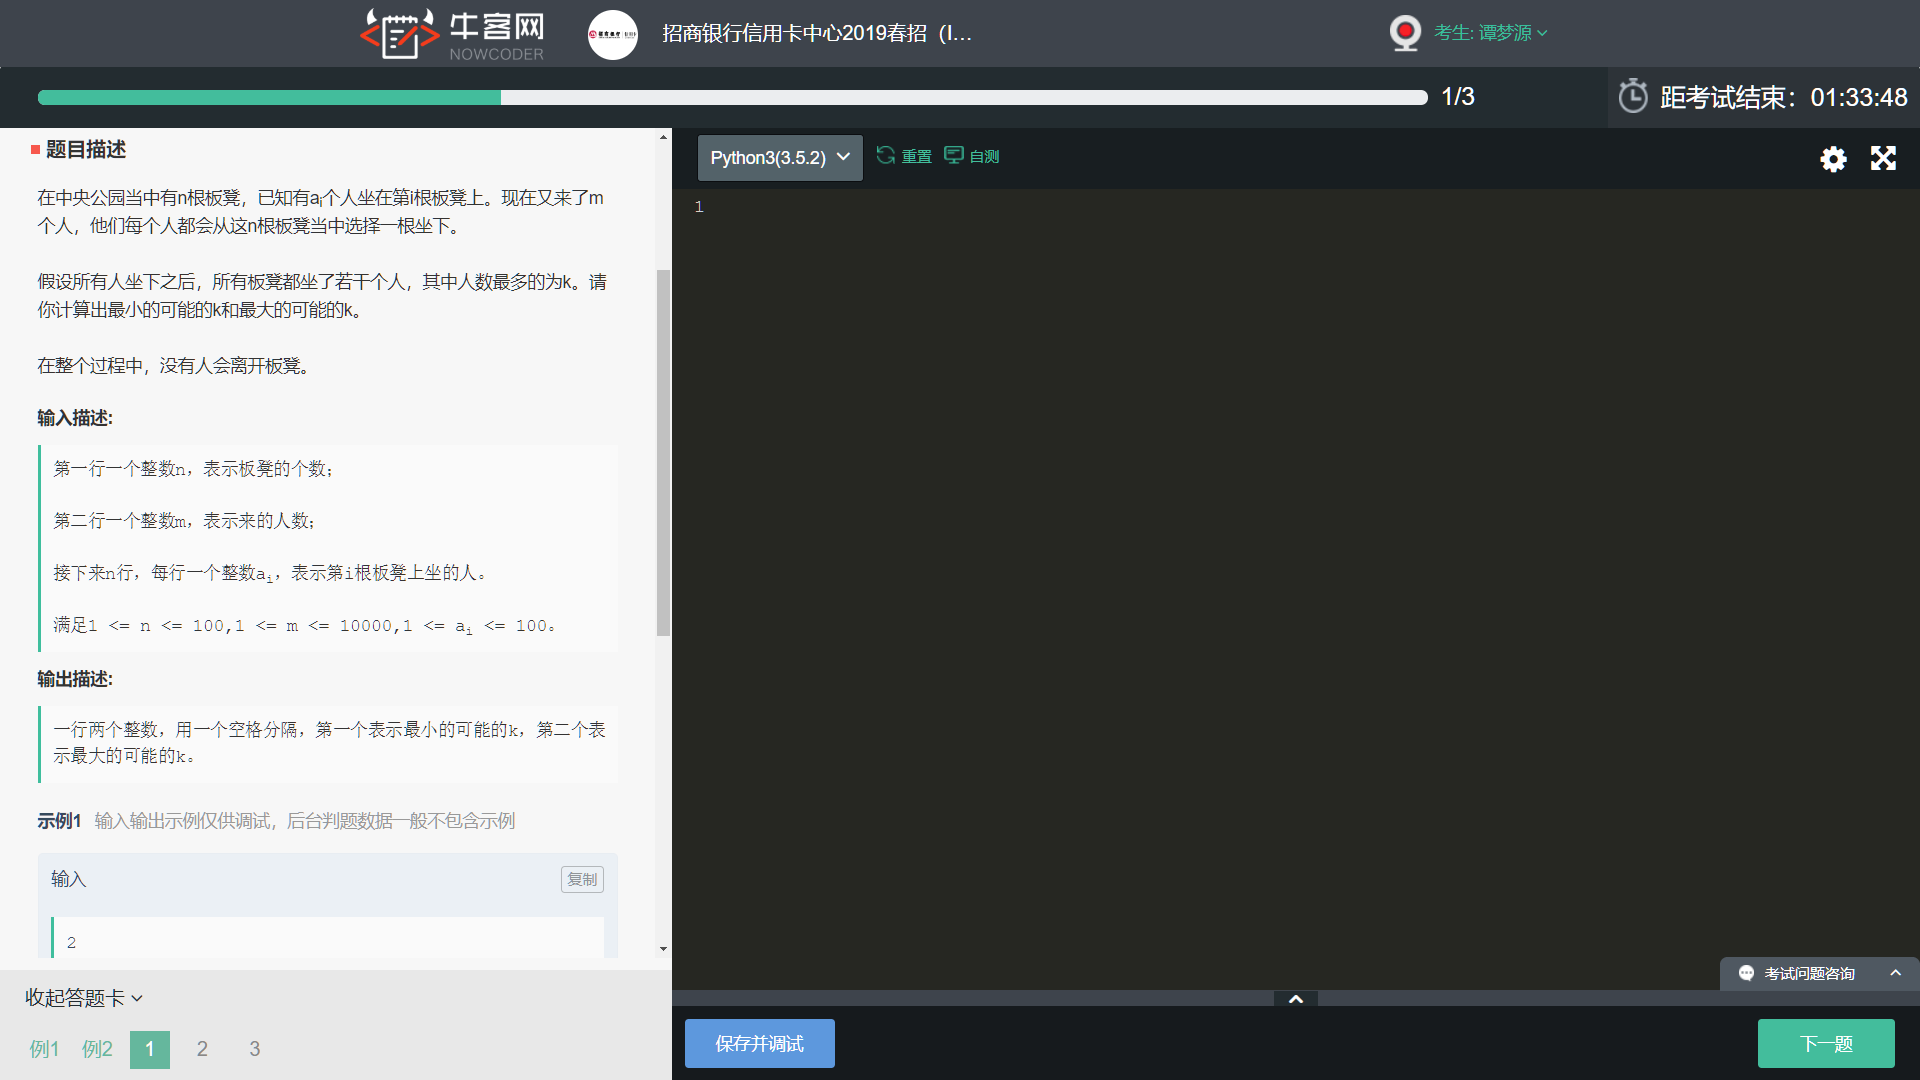 牛客网
NOWCODER
招商银行信用卡中心2019春招（I...
考生: 谭梦源
1/3
距考试结束：01:33:48
题目描述
在中央公园当中有n根板凳，已知有ai个人坐在第i根板凳上。现在又来了m
个人，他们每个人都会从这n根板凳当中选择一根坐下。
假设所有人坐下之后，所有板凳都坐了若干个人，其中人数最多的为k。请
你计算出最小的可能的k和最大的可能的k。
在整个过程中，没有人会离开板凳。
输入描述:
第一行一个整数n，表示板凳的个数；
第二行一个整数m，表示来的人数；
接下来n行，每行一个整数ai，表示第i根板凳上坐的人。
满足1 <= n <= 100,1 <= m <= 10000,1 <= ai <= 100。
输出描述:
一行两个整数，用一个空格分隔，第一个表示最小的可能的k，第二个表
示最大的可能的k。
示例1 输入输出示例仅供调试，后台判题数据一般不包含示例
输入 复制
2
收起答题卡
例1 例2 1 2 3
Python3(3.5.2) 重置 自测
1
考试问题咨询
保存并调试 下一题